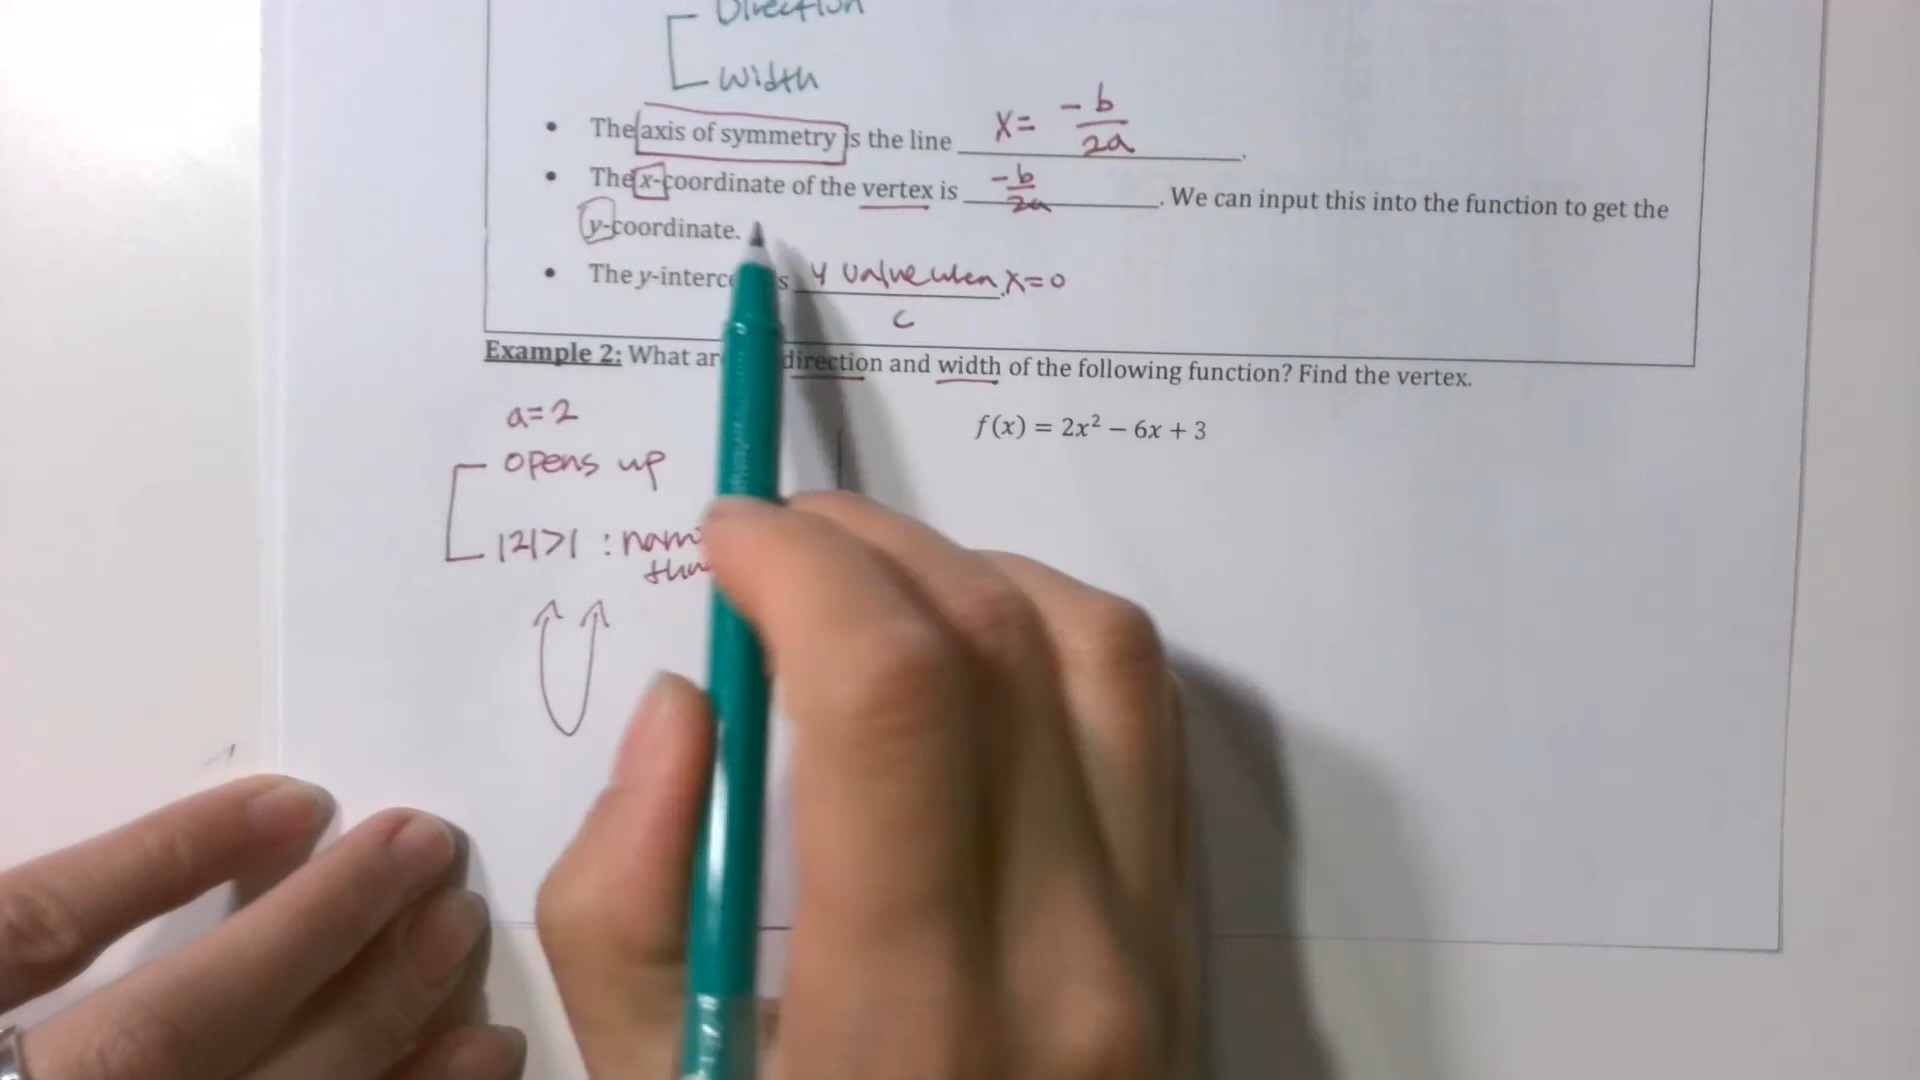 Direction
Width
• The axis of symmetry is the line x = -b/2a.
• The x-coordinate of the vertex is -b/2a. We can input this into the function to get the
y-coordinate.
• The y-interc s y value when x=0.
c
Example 2: What ar direction and width of the following function? Find the vertex.
a=2
f(x) = 2x² − 6x + 3
opens up
|2|>1 :